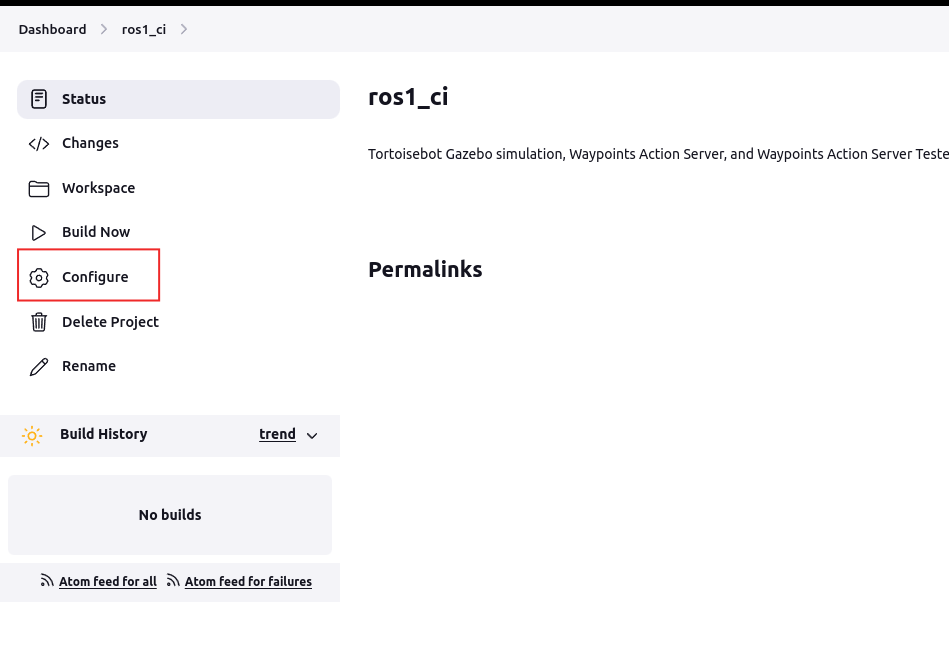 Dashboard ros1_ci
Status
Changes
Workspace
Build Now
Configure
Delete Project
Rename
Build History trend
No builds
Atom feed for all Atom feed for failures
ros1_ci
Tortoisebot Gazebo simulation, Waypoints Action Server, and Waypoints Action Server Teste
Permalinks